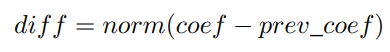 diff = norm(coef − prev_coef)